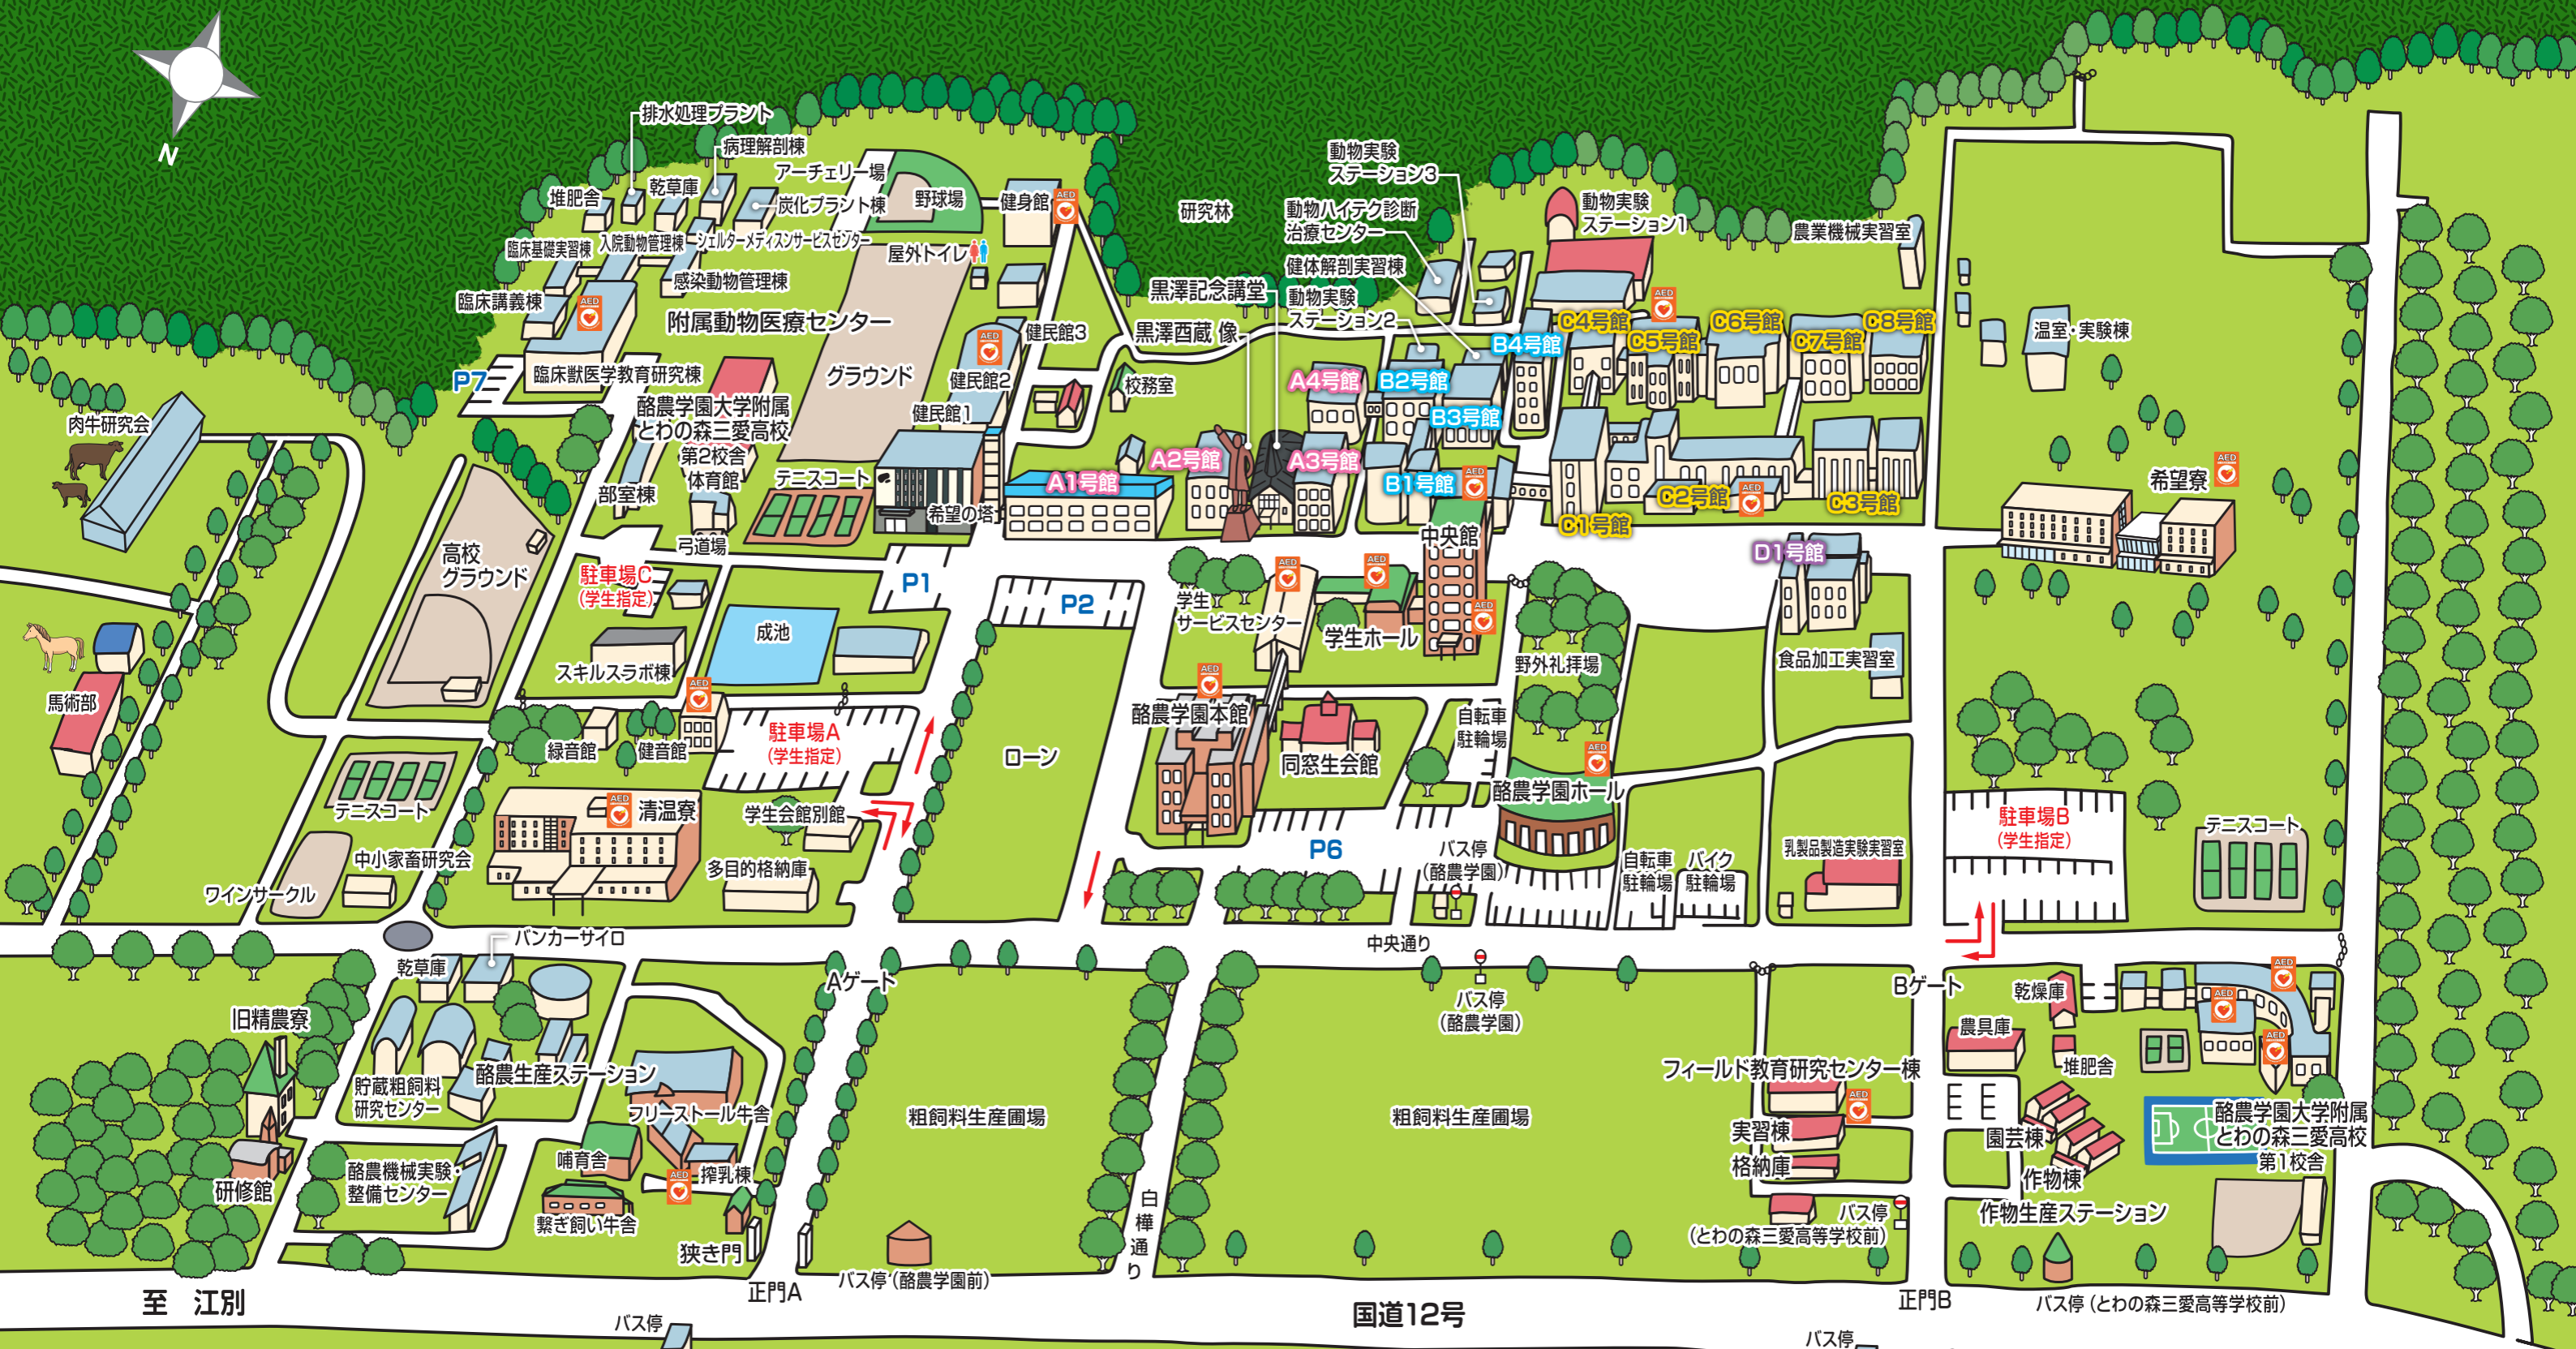 N
排水処理プラント
病理解剖棟
アーチェリー場
堆肥舎
乾草庫
炭化プラント棟
野球場
健身館
AED
臨床基礎実習棟
入院動物管理棟
シェルターメディスンサービスセンター
屋外トイレ
感染動物管理棟
臨床講義棟
AED
附属動物医療センター
研究林
動物実験
ステーション3
動物ハイテク診断
治療センター
健体解剖実習棟
動物実験
ステーション1
農業機械実習室
黒澤記念講堂
動物実験
ステーション2
黒澤酉蔵 像
健民館3
AED
健民館2
健民館1
校務室
グラウンド
P7
臨床獣医学教育研究棟
酪農学園大学附属
とわの森三愛高校
第2校舎
体育館
部室棟
テニスコート
希望の塔
弓道場
A1号館
A2号館
A3号館
A4号館
B1号館
AED
B2号館
B3号館
B4号館
C4号館
AED
C5号館
C6号館
C7号館
C8号館
C1号館
C2号館
AED
C3号館
温室・実験棟
希望寮
AED
肉牛研究会
高校
グラウンド
駐車場C
(学生指定)
P1
P2
成池
スキルスラボ棟
学生
サービスセンター
AED
AED
学生ホール
中央館
AED
野外礼拝場
D1号館
食品加工実習室
馬術部
緑音館
健音館
AED
駐車場A
(学生指定)
ローン
AED
酪農学園本館
同窓生会館
自転車
駐輪場
AED
酪農学園ホール
テニスコート
AED
清温寮
学生会館別館
多目的格納庫
中小家畜研究会
ワインサークル
P6
バス停
(酪農学園)
自転車
駐輪場
バイク
駐輪場
乳製品製造実験実習室
駐車場B
(学生指定)
テニスコート
バンカーサイロ
中央通り
乾草庫
Aゲート
バス停
(酪農学園)
Bゲート
乾燥庫
AED
AED
AED
農具庫
堆肥舎
旧精農寮
貯蔵粗飼料
研究センター
酪農生産ステーション
フリーストール牛舎
粗飼料生産圃場
粗飼料生産圃場
フィールド教育研究センター棟
AED
実習棟
格納庫
園芸棟
作物棟
酪農学園大学附属
とわの森三愛高校
第1校舎
研修館
酪農機械実験・
整備センター
哺育舎
搾乳棟
AED
繋ぎ飼い牛舎
狭き門
白樺通り
バス停
(とわの森三愛高等学校前)
作物生産ステーション
正門A
バス停(酪農学園前)
至 江別
国道12号
正門B
バス停(とわの森三愛高等学校前)
バス停
バス停